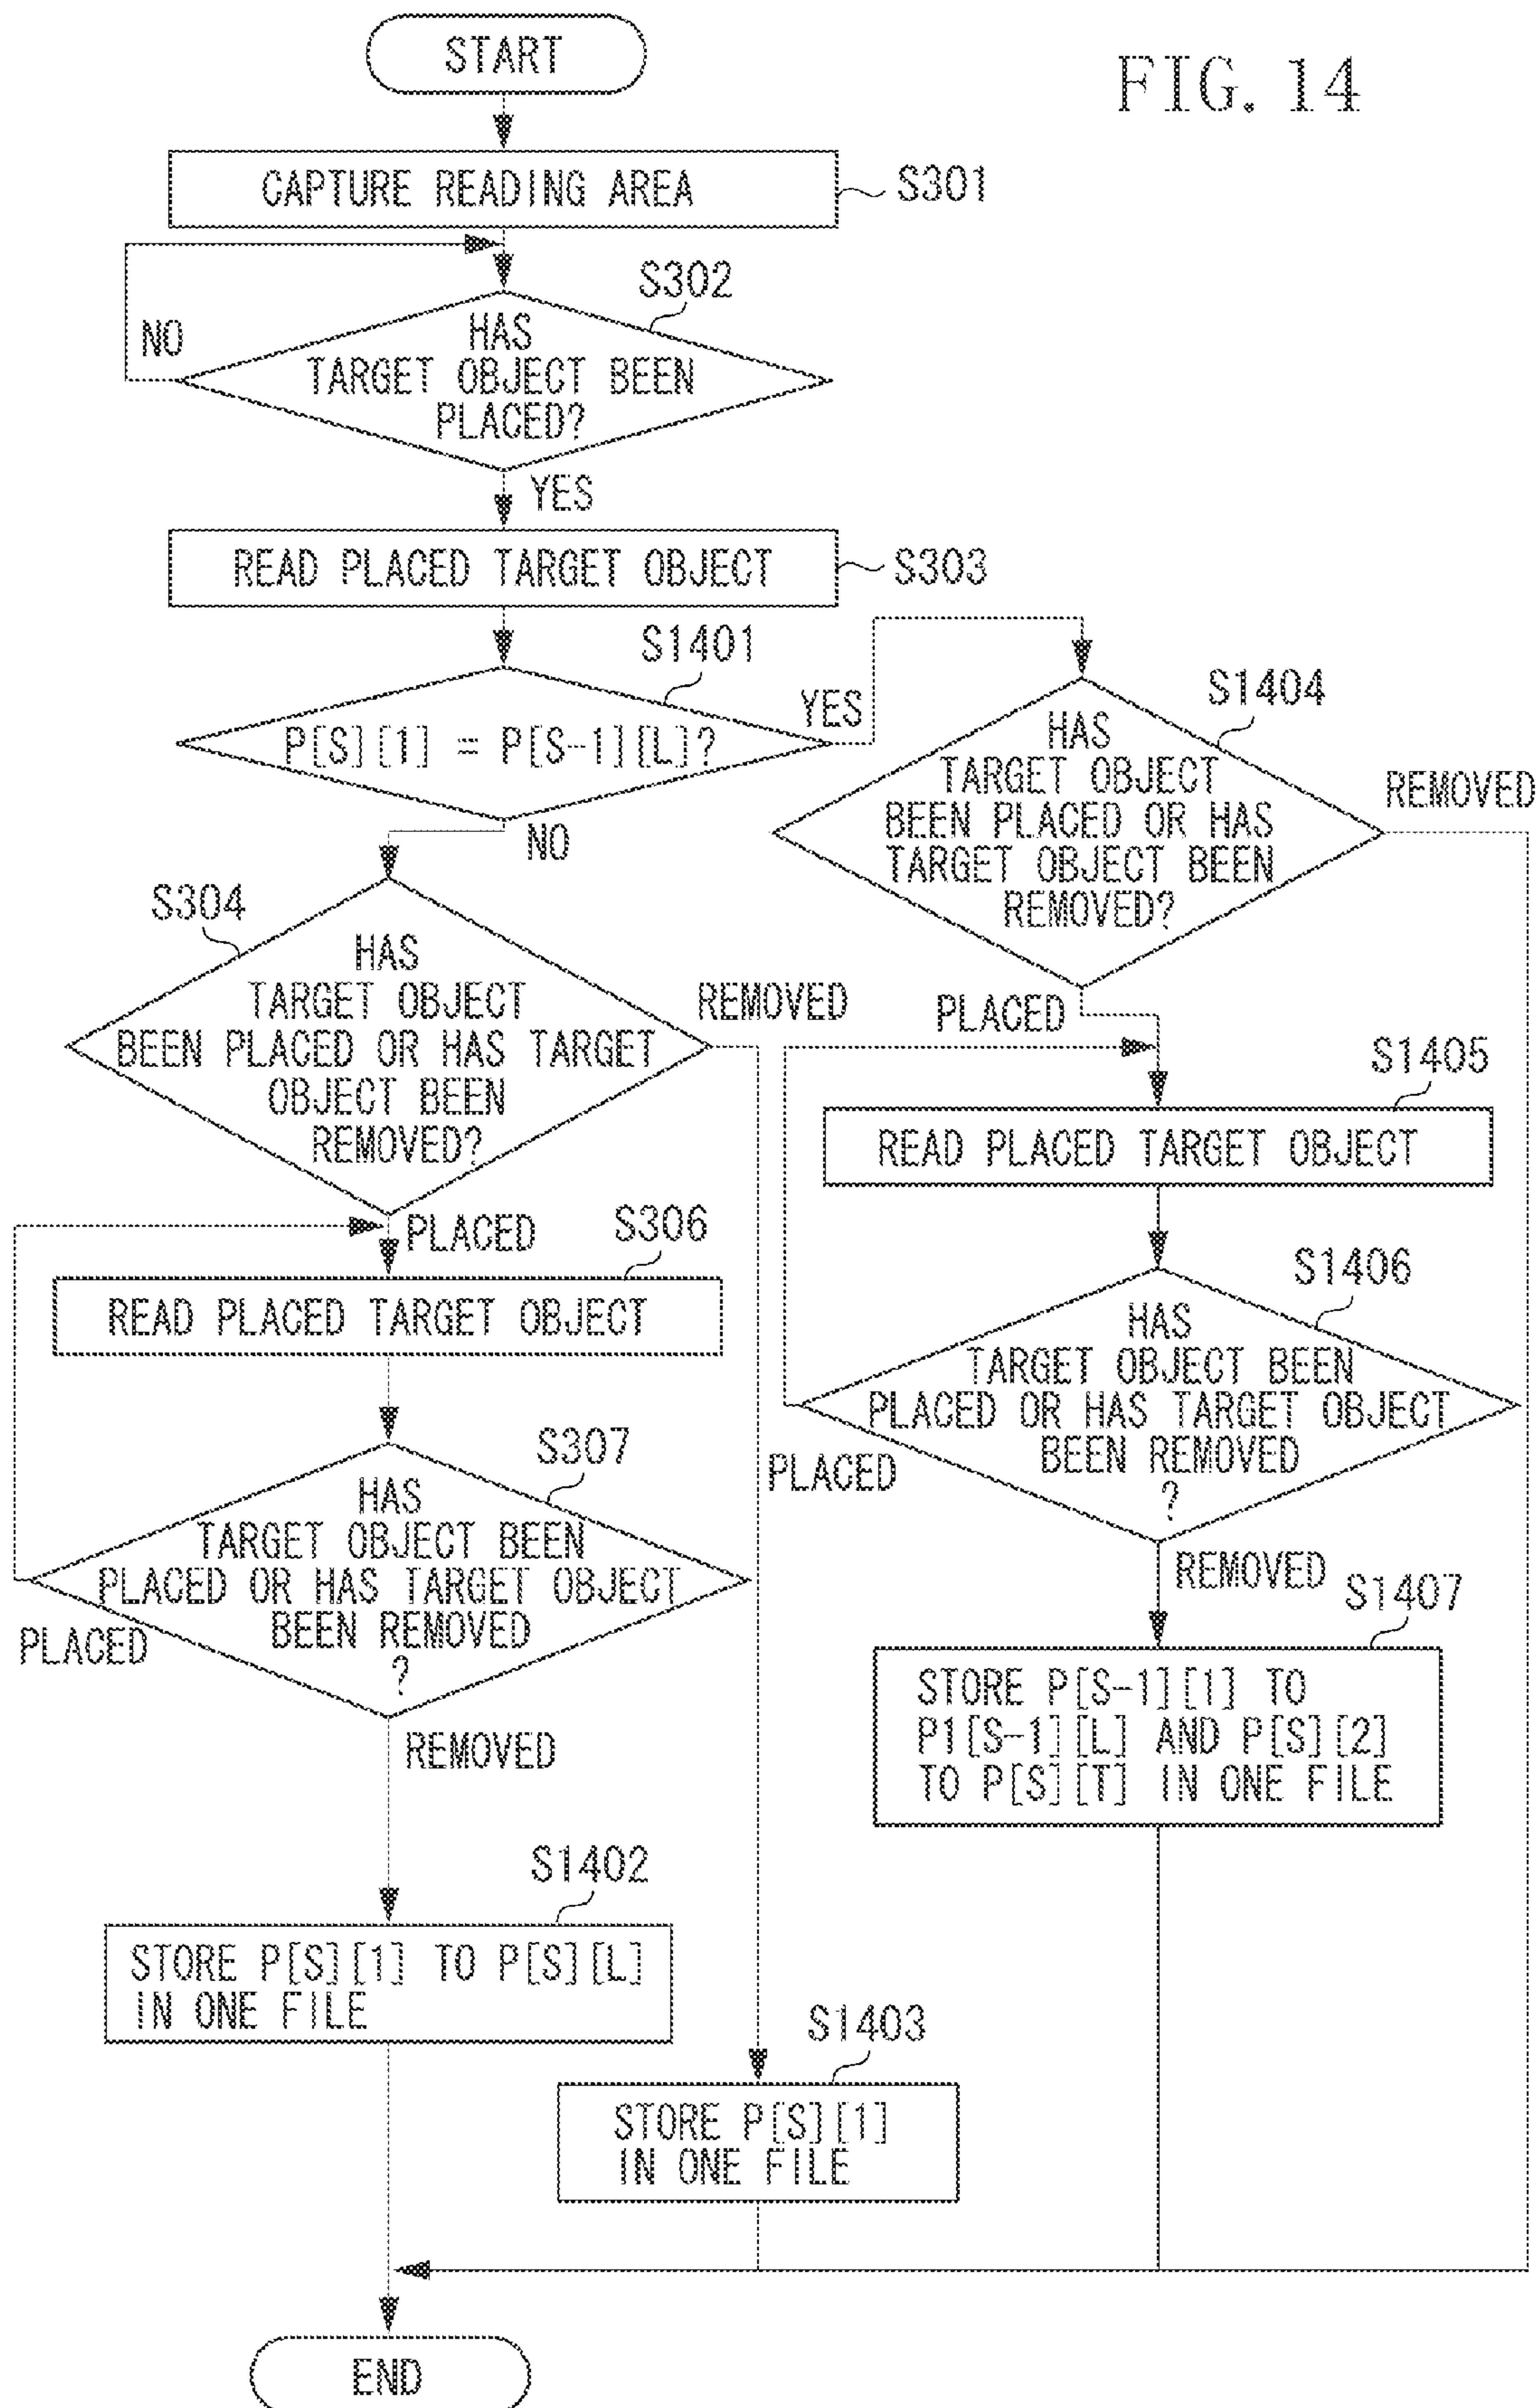 FIG. 14
START
CAPTURE READING AREA
S301
S302
HAS
TARGET OBJECT BEEN
PLACED?
NO
YES
READ PLACED TARGET OBJECT
S303
S1401
P[S][1] = P[S-1][L]?
YES
NO
S1404
HAS
TARGET OBJECT
BEEN PLACED OR HAS
TARGET OBJECT BEEN
REMOVED?
REMOVED
PLACED
S304
HAS
TARGET OBJECT
BEEN PLACED OR HAS TARGET
OBJECT BEEN
REMOVED?
REMOVED
PLACED
S1405
READ PLACED TARGET OBJECT
S306
READ PLACED TARGET OBJECT
S1406
HAS
TARGET OBJECT BEEN
PLACED OR HAS TARGET OBJECT
BEEN REMOVED
?
PLACED
REMOVED
S307
HAS
TARGET OBJECT BEEN
PLACED OR HAS TARGET OBJECT
BEEN REMOVED
?
PLACED
REMOVED
S1407
STORE P[S-1][1] TO
P1[S-1][L] AND P[S][2]
TO P[S][T] IN ONE FILE
S1402
STORE P[S][1] TO P[S][L]
IN ONE FILE
S1403
STORE P[S][1]
IN ONE FILE
END